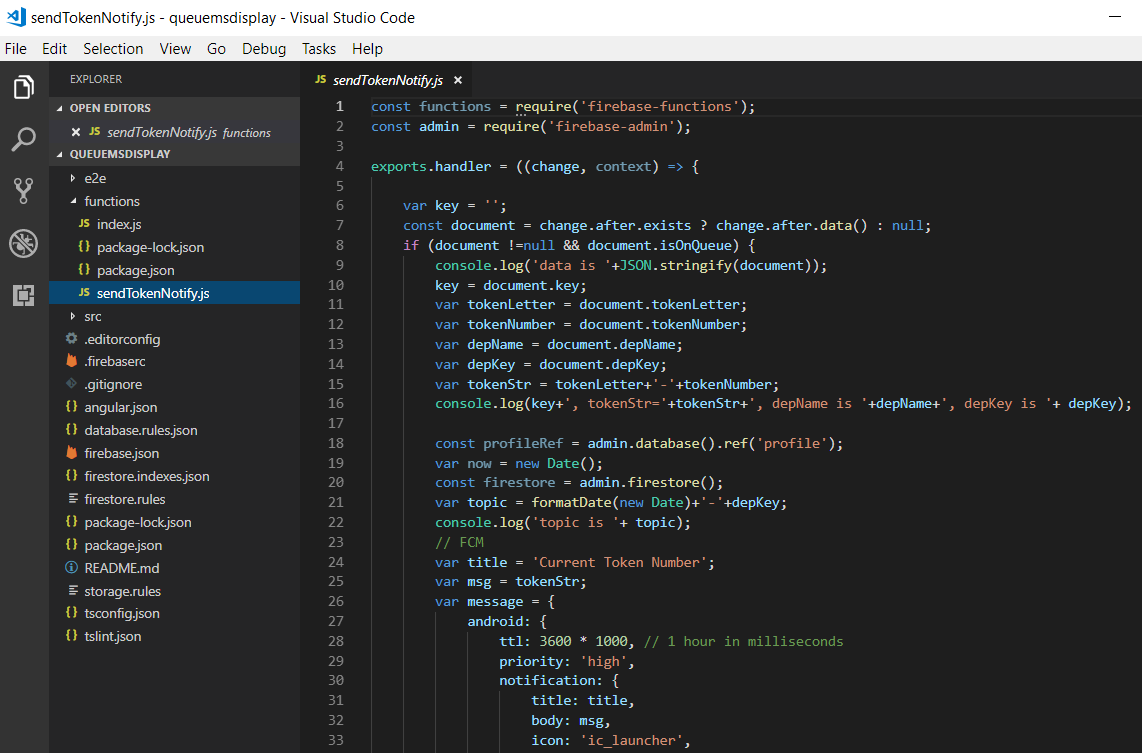 sendTokenNotify.js - queuemsdisplay - Visual Studio Code
File Edit Selection View Go Debug Tasks Help
EXPLORER
OPEN EDITORS
JS sendTokenNotify.js functions
QUEUEMSDISPLAY
e2e
functions
JS index.js
{} package-lock.json
{} package.json
JS sendTokenNotify.js
src
.editorconfig
.firebaserc
.gitignore
{} angular.json
{} database.rules.json
firebase.json
{} firestore.indexes.json
firestore.rules
{} package-lock.json
{} package.json
README.md
storage.rules
{} tsconfig.json
{} tslint.json
JS sendTokenNotify.js ×
1 const functions = require('firebase-functions');
2 const admin = require('firebase-admin');
3
4 exports.handler = ((change, context) => {
5
6 var key = '';
7 const document = change.after.exists ? change.after.data() : null;
8 if (document !=null && document.isOnQueue) {
9 console.log('data is '+JSON.stringify(document));
10 key = document.key;
11 var tokenLetter = document.tokenLetter;
12 var tokenNumber = document.tokenNumber;
13 var depName = document.depName;
14 var depKey = document.depKey;
15 var tokenStr = tokenLetter+'-'+tokenNumber;
16 console.log(key+', tokenStr='+tokenStr+', depName is '+depName+', depKey is '+ depKey);
17
18 const profileRef = admin.database().ref('profile');
19 var now = new Date();
20 const firestore = admin.firestore();
21 var topic = formatDate(new Date)+'-'+depKey;
22 console.log('topic is '+ topic);
23 // FCM
24 var title = 'Current Token Number';
25 var msg = tokenStr;
26 var message = {
27 android: {
28 ttl: 3600 * 1000, // 1 hour in milliseconds
29 priority: 'high',
30 notification: {
31 title: title,
32 body: msg,
33 icon: 'ic_launcher',